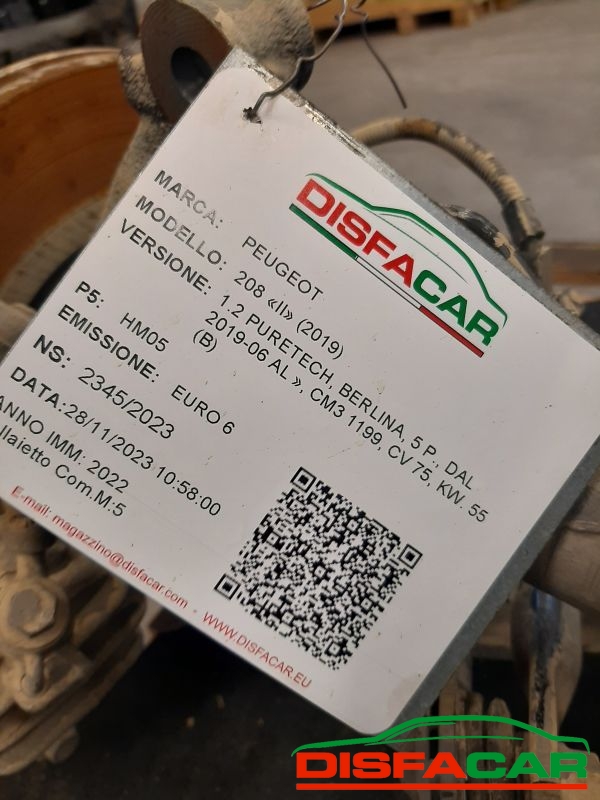 DISFACAR
MARCA: PEUGEOT
MODELLO: 208 «II» (2019)
VERSIONE: 1.2 PURETECH, BERLINA, 5 P., DAL
2019-06 AL », CM3 1199, CV 75, KW. 55
(B)
P5: HM05
EMISSIONE: EURO 6
NS: 2345/2023
DATA:28/11/2023 10:58:00
ANNO IMM: 2022
Com.M:5
E-mail: magazzino@disfacar.com - WWW.DISFACAR.EU
DISFACAR